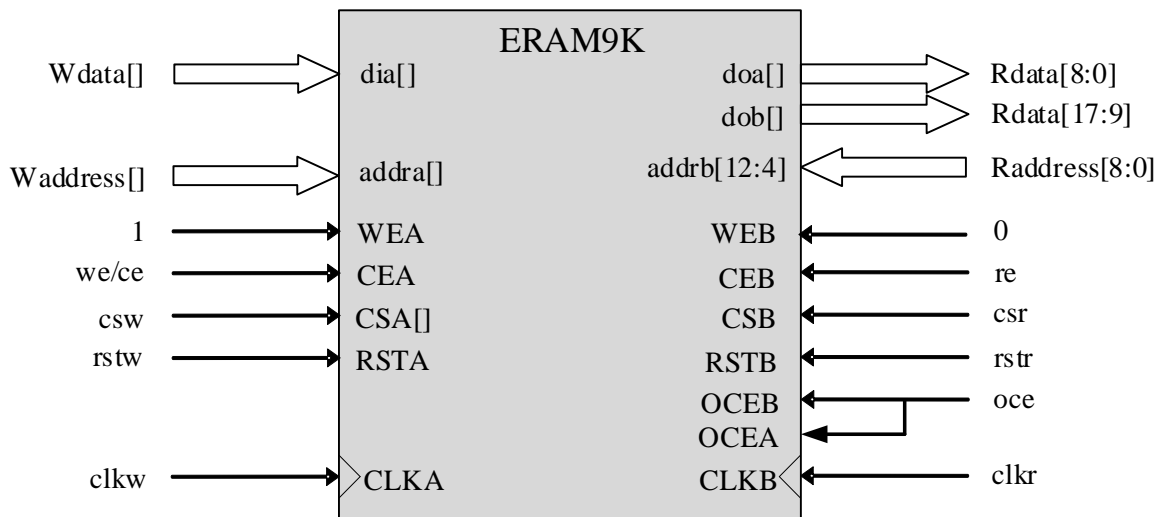 ERAM9K
Wdata[] dia[] doa[] Rdata[8:0]
dob[] Rdata[17:9]
Waddress[] addra[] addrb[12:4] Raddress[8:0]
1 WEA WEB 0
we/ce CEA CEB re
csw CSA[] CSB csr
rstw RSTA RSTB rstr
OCEB oce
OCEA
clkw CLKA CLKB clkr